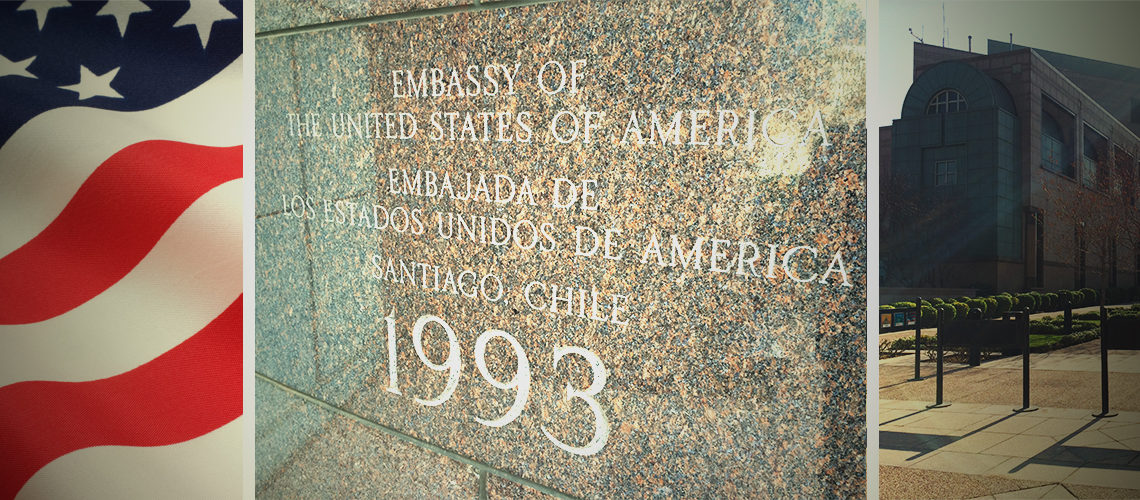 EMBASSY OF
THE UNITED STATES OF AMERICA
EMBAJADA DE
LOS ESTADOS UNIDOS DE AMERICA
SANTIAGO, CHILE
1993